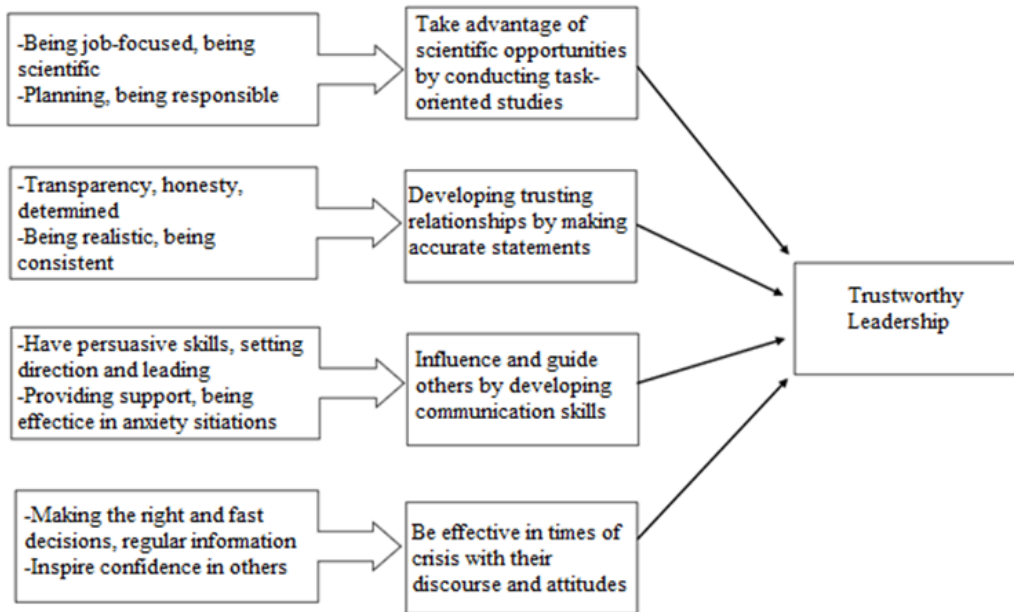 -Being job-focused, being
scientific
-Planning, being responsible
Take advantage of
scientific opportunities
by conducting task-
oriented studies
-Transparency, honesty,
determined
-Being realistic, being
consistent
Developing trusting
relationships by making
accurate statements
-Have persuasive skills, setting
direction and leading
-Providing support, being
effectice in anxiety sitiations
Influence and guide
others by developing
communication skills
-Making the right and fast
decisions, regular information
-Inspire confidence in others
Be effective in times of
crisis with their
discourse and attitudes
Trustworthy
Leadership